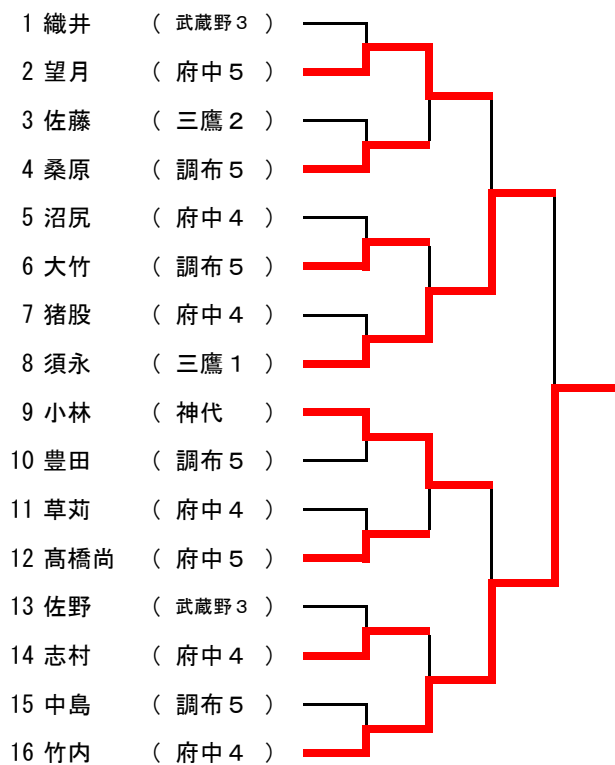 1 織井 ( 武蔵野３ )
2 望月 ( 府中５ )
3 佐藤 ( 三鷹２ )
4 桑原 ( 調布５ )
5 沼尻 ( 府中４ )
6 大竹 ( 調布５ )
7 猪股 ( 府中４ )
8 須永 ( 三鷹１ )
9 小林 ( 神代 )
10 豊田 ( 調布５ )
11 草苅 ( 府中４ )
12 髙橋尚 ( 府中５ )
13 佐野 ( 武蔵野３ )
14 志村 ( 府中４ )
15 中島 ( 調布５ )
16 竹内 ( 府中４ )